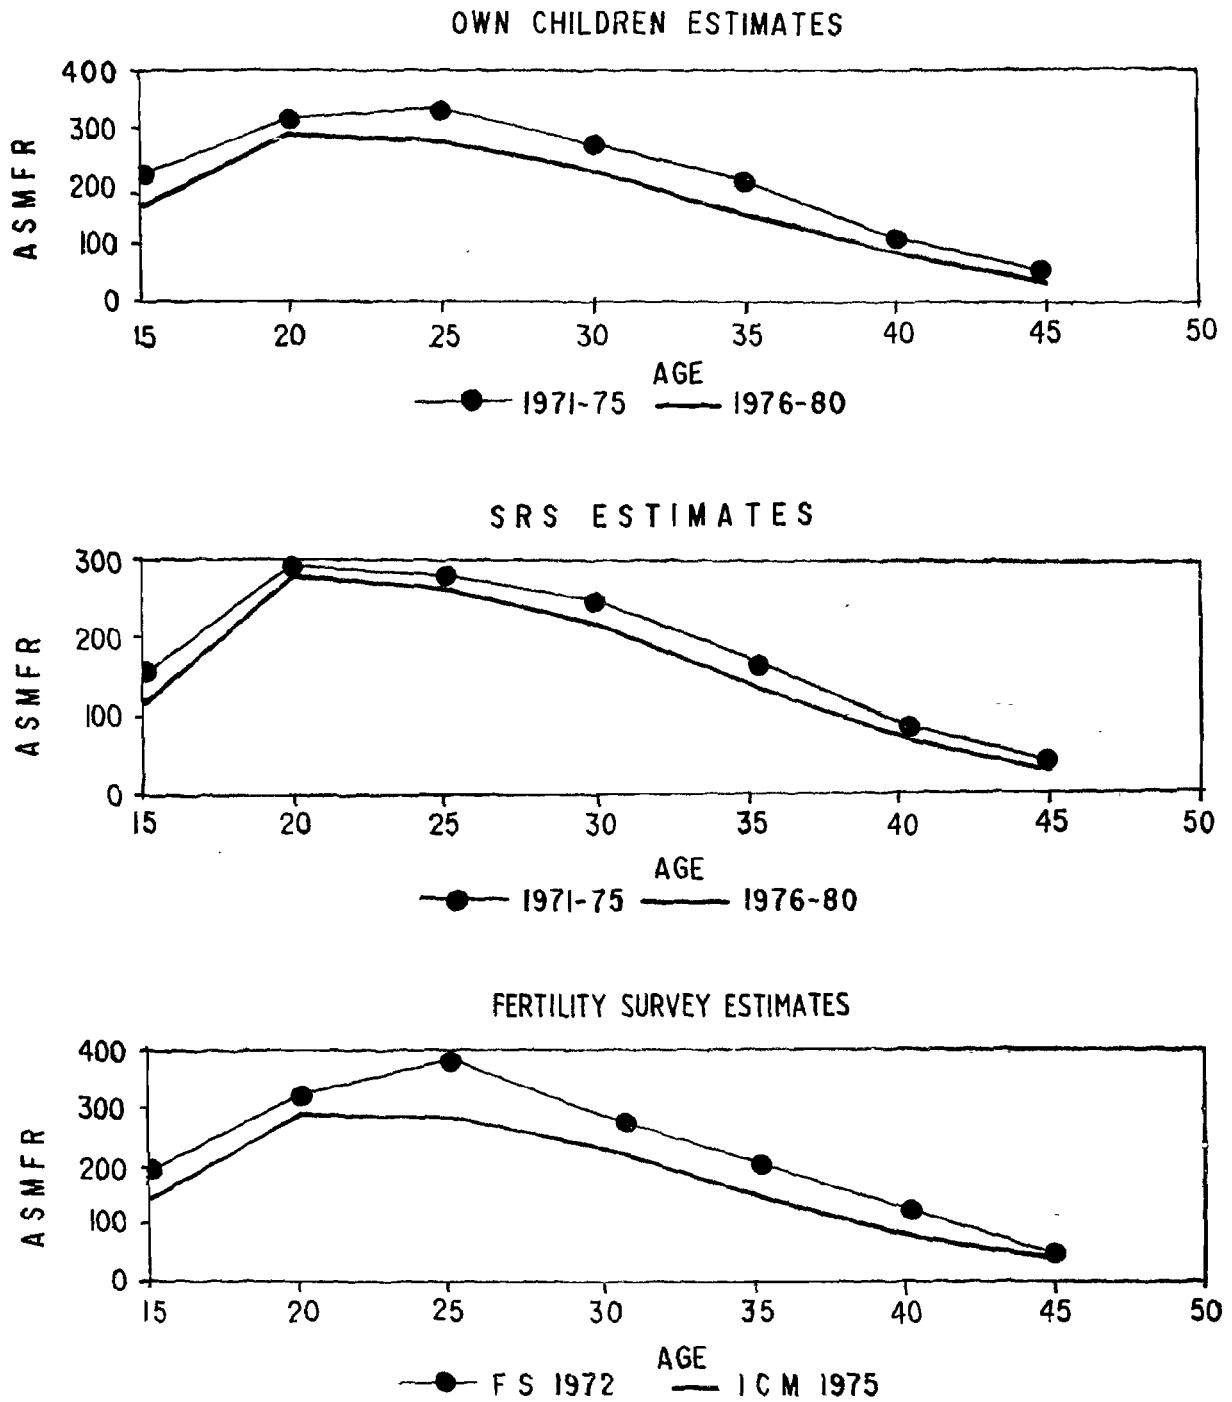 OWN CHILDREN ESTIMATES
400
300
200
100
0
ASMFR
15 20 25 30 35 40 45 50
AGE
1971-75 1976-80
SRS ESTIMATES
300
200
100
0
ASMFR
15 20 25 30 35 40 45 50
AGE
1971-75 1976-80
FERTILITY SURVEY ESTIMATES
400
300
200
100
0
ASMFR
15 20 25 30 35 40 45 50
AGE
FS 1972 ICM 1975